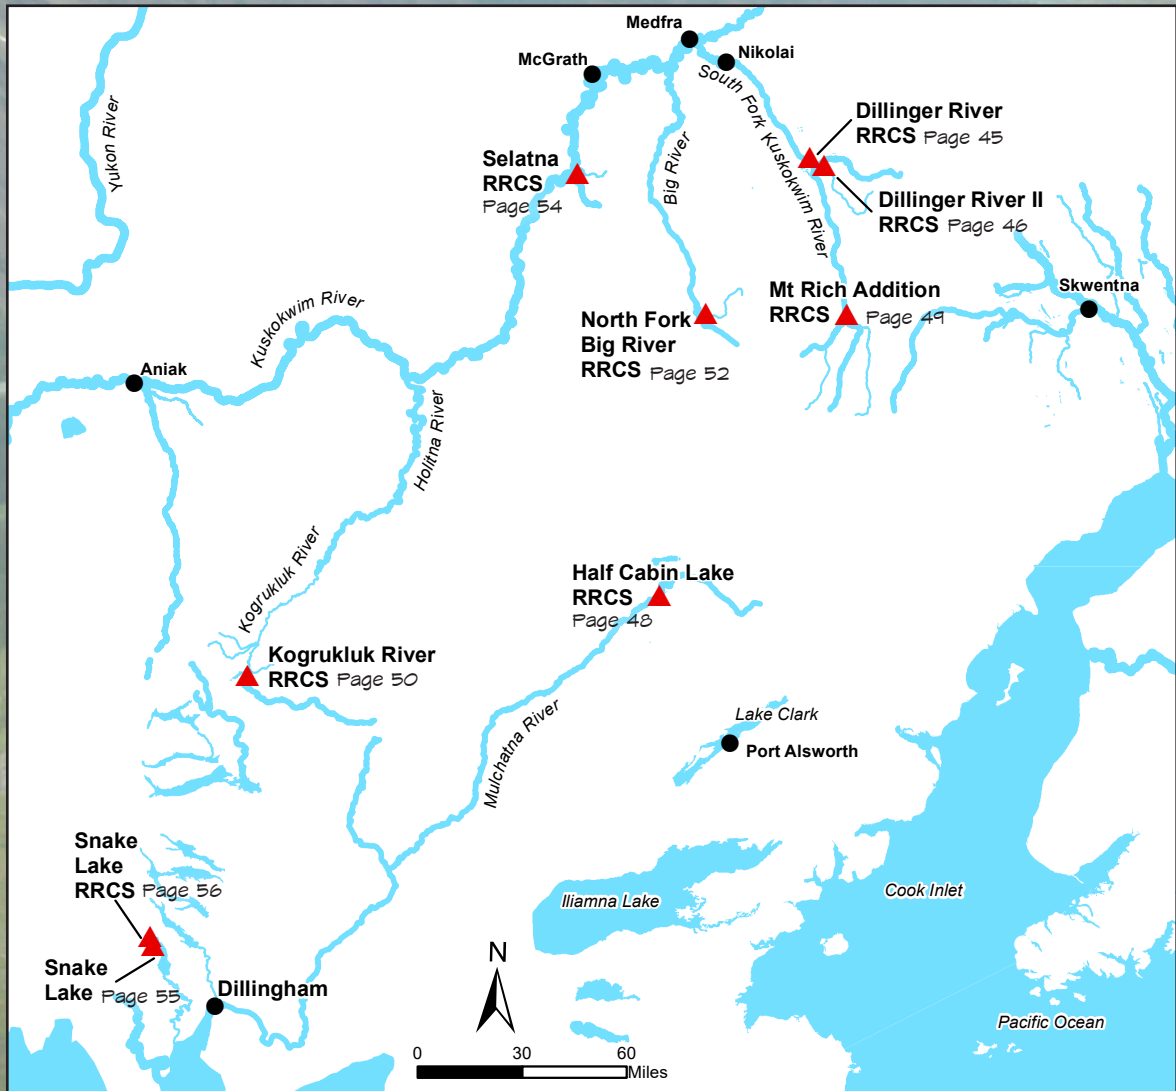 Medfra
McGrath
Nikolai
Yukon River
South Fork Kuskokwim River
Dillinger River
RRCS Page 45
Selatna
RRCS
Page 54
Big River
Dillinger River II
RRCS Page 46
Kuskokwim River
Mt Rich Addition
RRCS Page 49
Skwentna
North Fork
Big River
RRCS Page 52
Aniak
Holitna River
Kogrukluk River
Half Cabin Lake
RRCS
Page 48
Kogrukluk River
RRCS Page 50
Mulchatna River
Lake Clark
Port Alsworth
Snake
Lake
RRCS Page 56
Iliamna Lake
Cook Inlet
Snake
Lake Page 55
Dillingham
N
Pacific Ocean
0 30 60
Miles